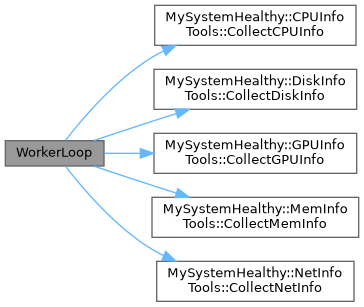 MySystemHealthy::CPUInfo
Tools::CollectCPUInfo
MySystemHealthy::DiskInfo
Tools::CollectDiskInfo
WorkerLoop
MySystemHealthy::GPUInfo
Tools::CollectGPUInfo
MySystemHealthy::MemInfo
Tools::CollectMemInfo
MySystemHealthy::NetInfo
Tools::CollectNetInfo